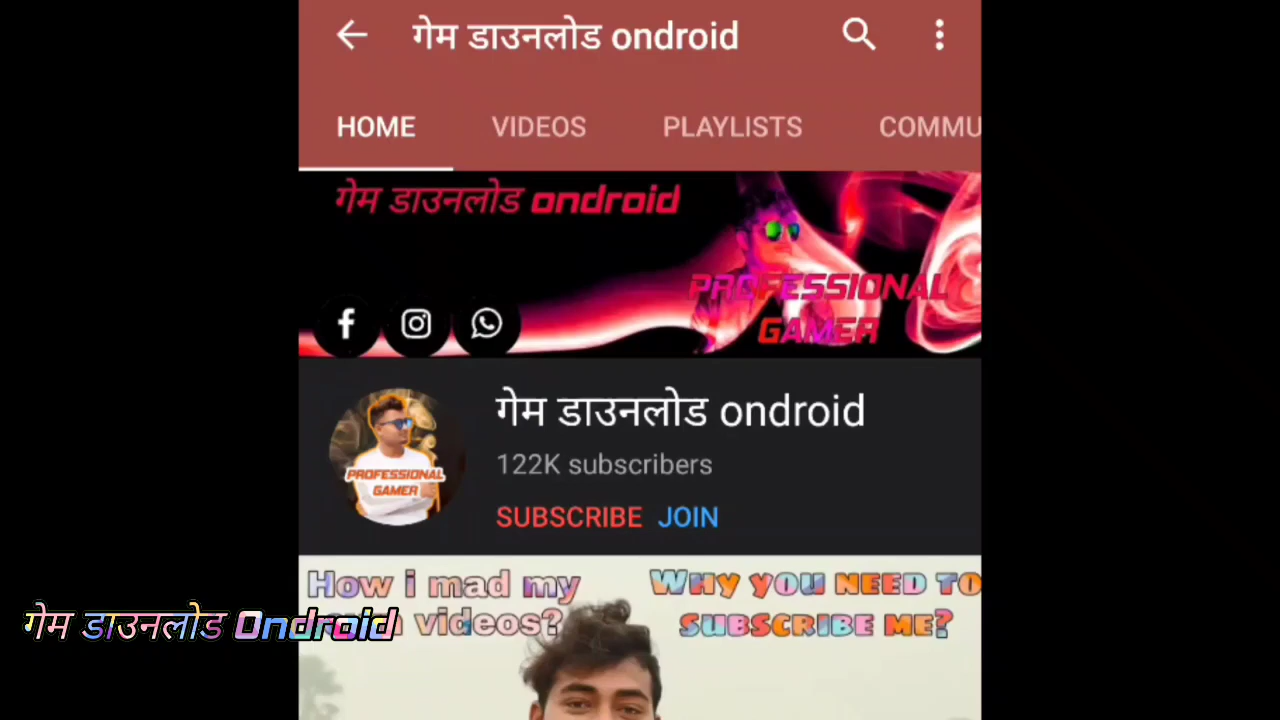 गेम डाउनलोड ondroid
HOME VIDEOS PLAYLISTS COMMU
गेम डाउनलोड ondroid
PROFESSIONAL
GAMER
गेम डाउनलोड ondroid
122K subscribers
SUBSCRIBE JOIN
PROFESSIONAL
GAMER
How i mad my
videos?
WHY YOU NEED TO
SUBSCRIBE ME?
गेम डाउनलोड Ondroid